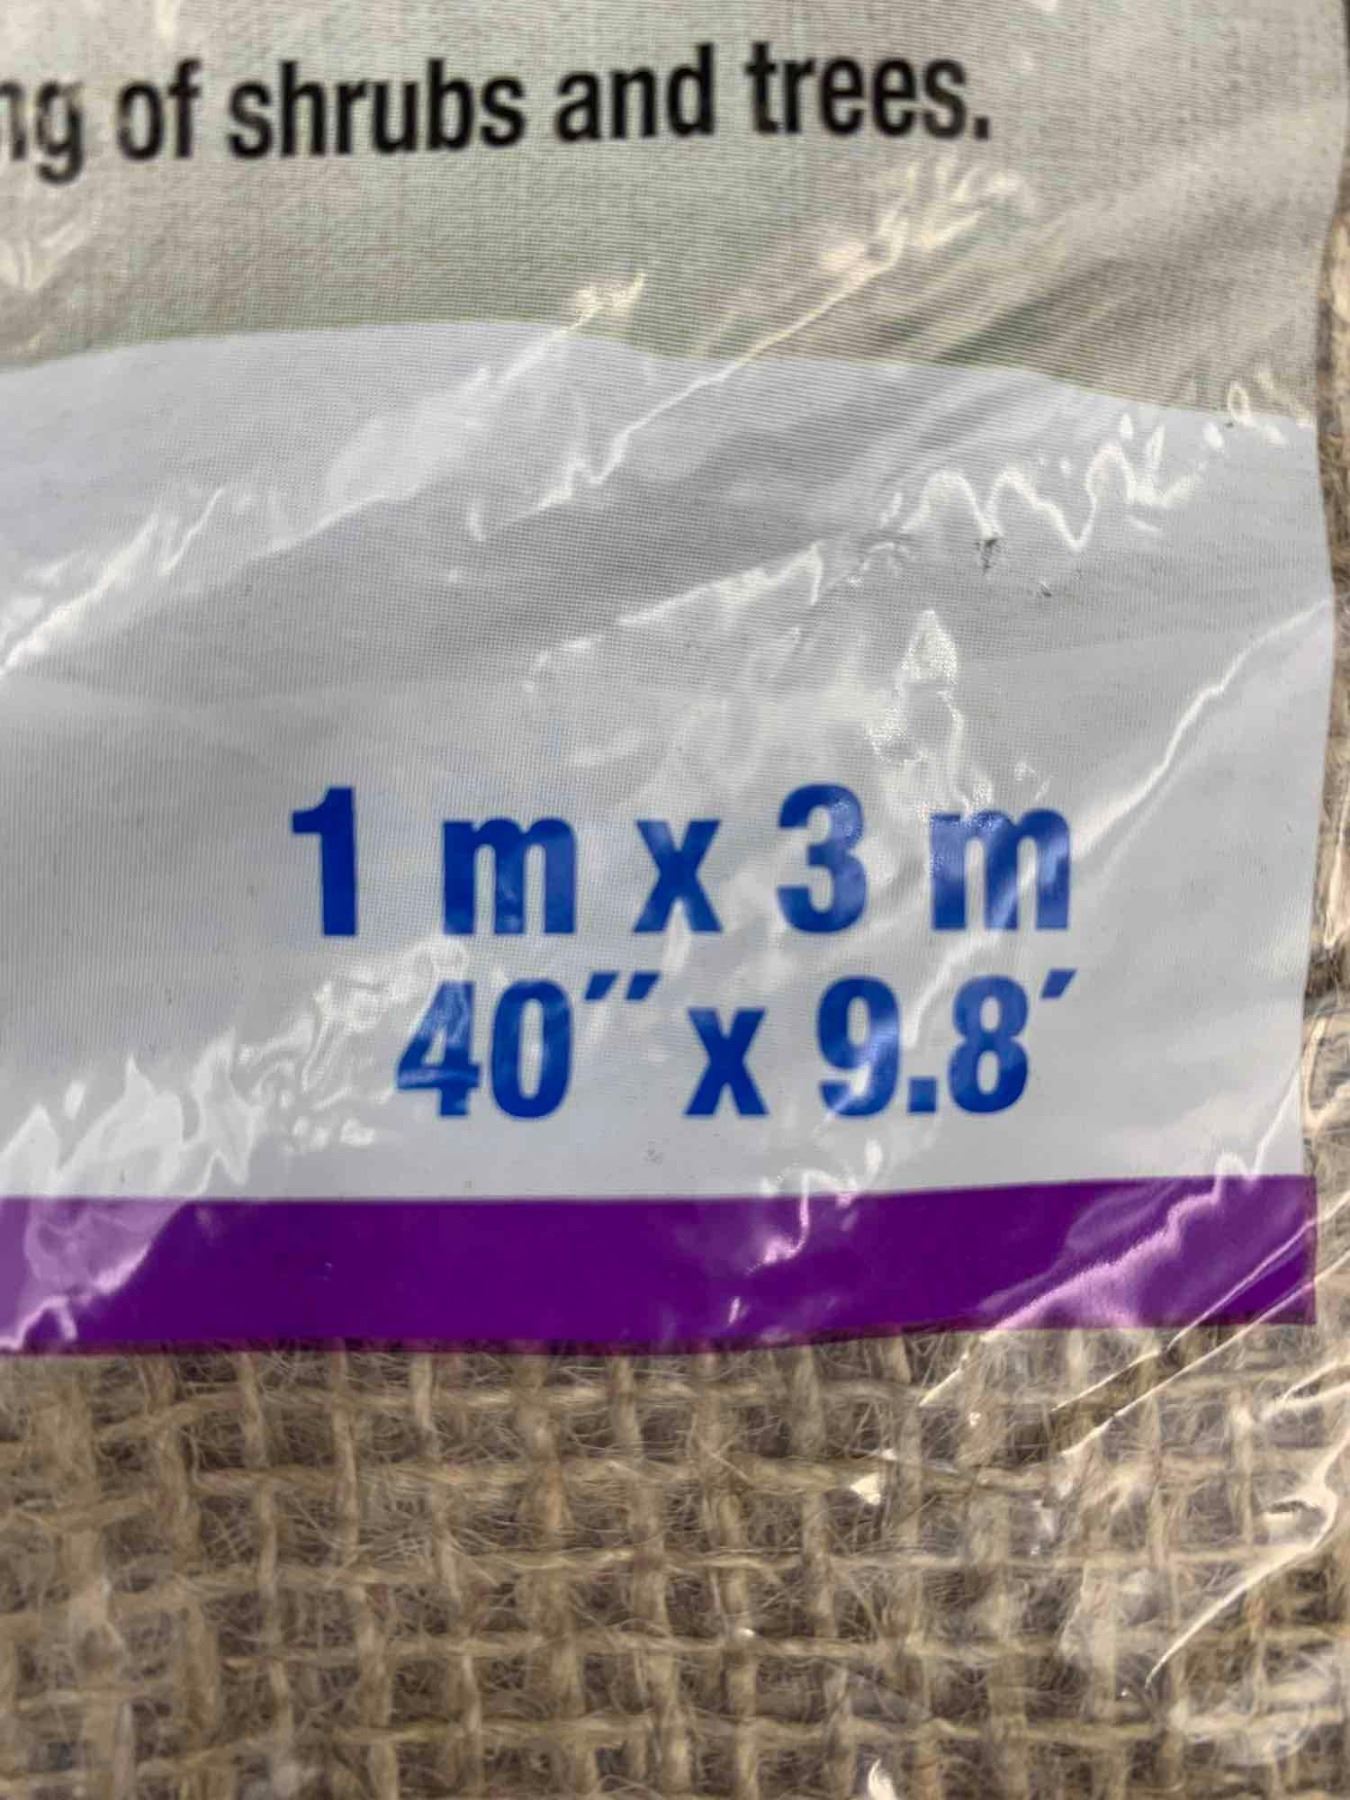 of shrubs and trees.
1 m x 3 m
40″ x 9.8′